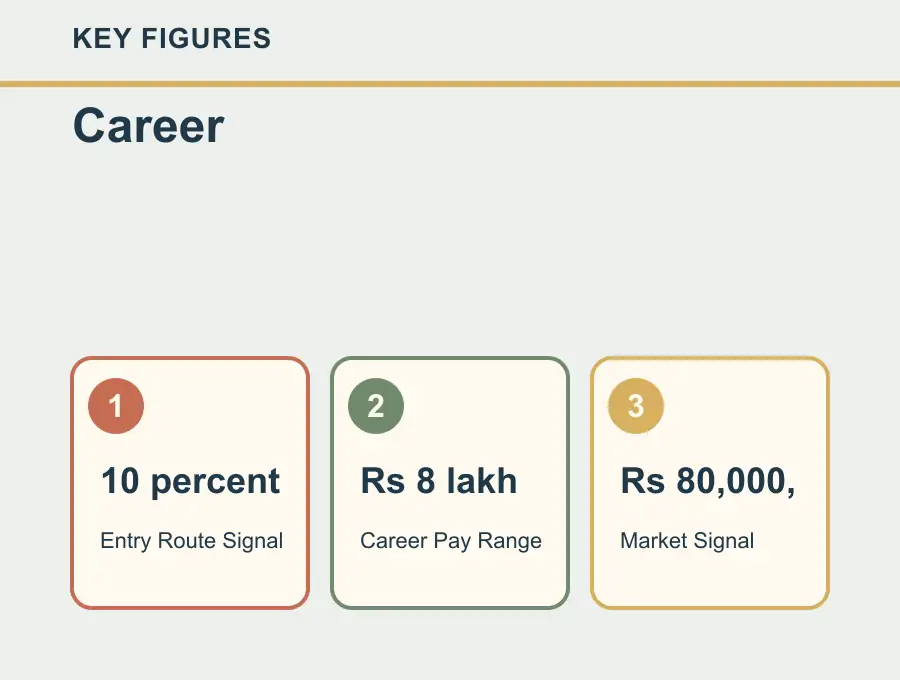 KEY FIGURES
Career
1
2
3
10 percent
Rs 8 lakh
Rs 80,000,
Entry Route Signal
Career Pay Range
Market Signal